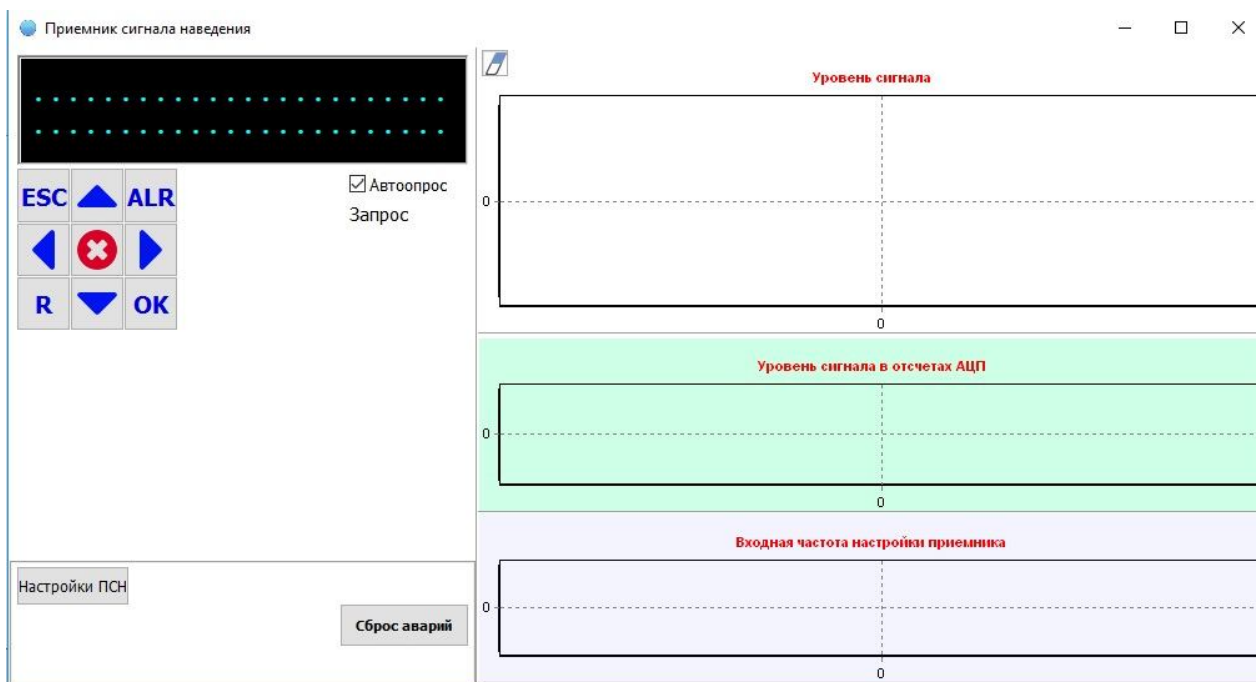 Приемник сигнала наведения
ESC
ALR
R
OK
Автоопрос
Запрос
Настройки ПСН
Сброс аварий
Уровень сигнала
0
0
Уровень сигнала в отсчетах АЦП
0
0
Входная частота настройки приемника
0
0